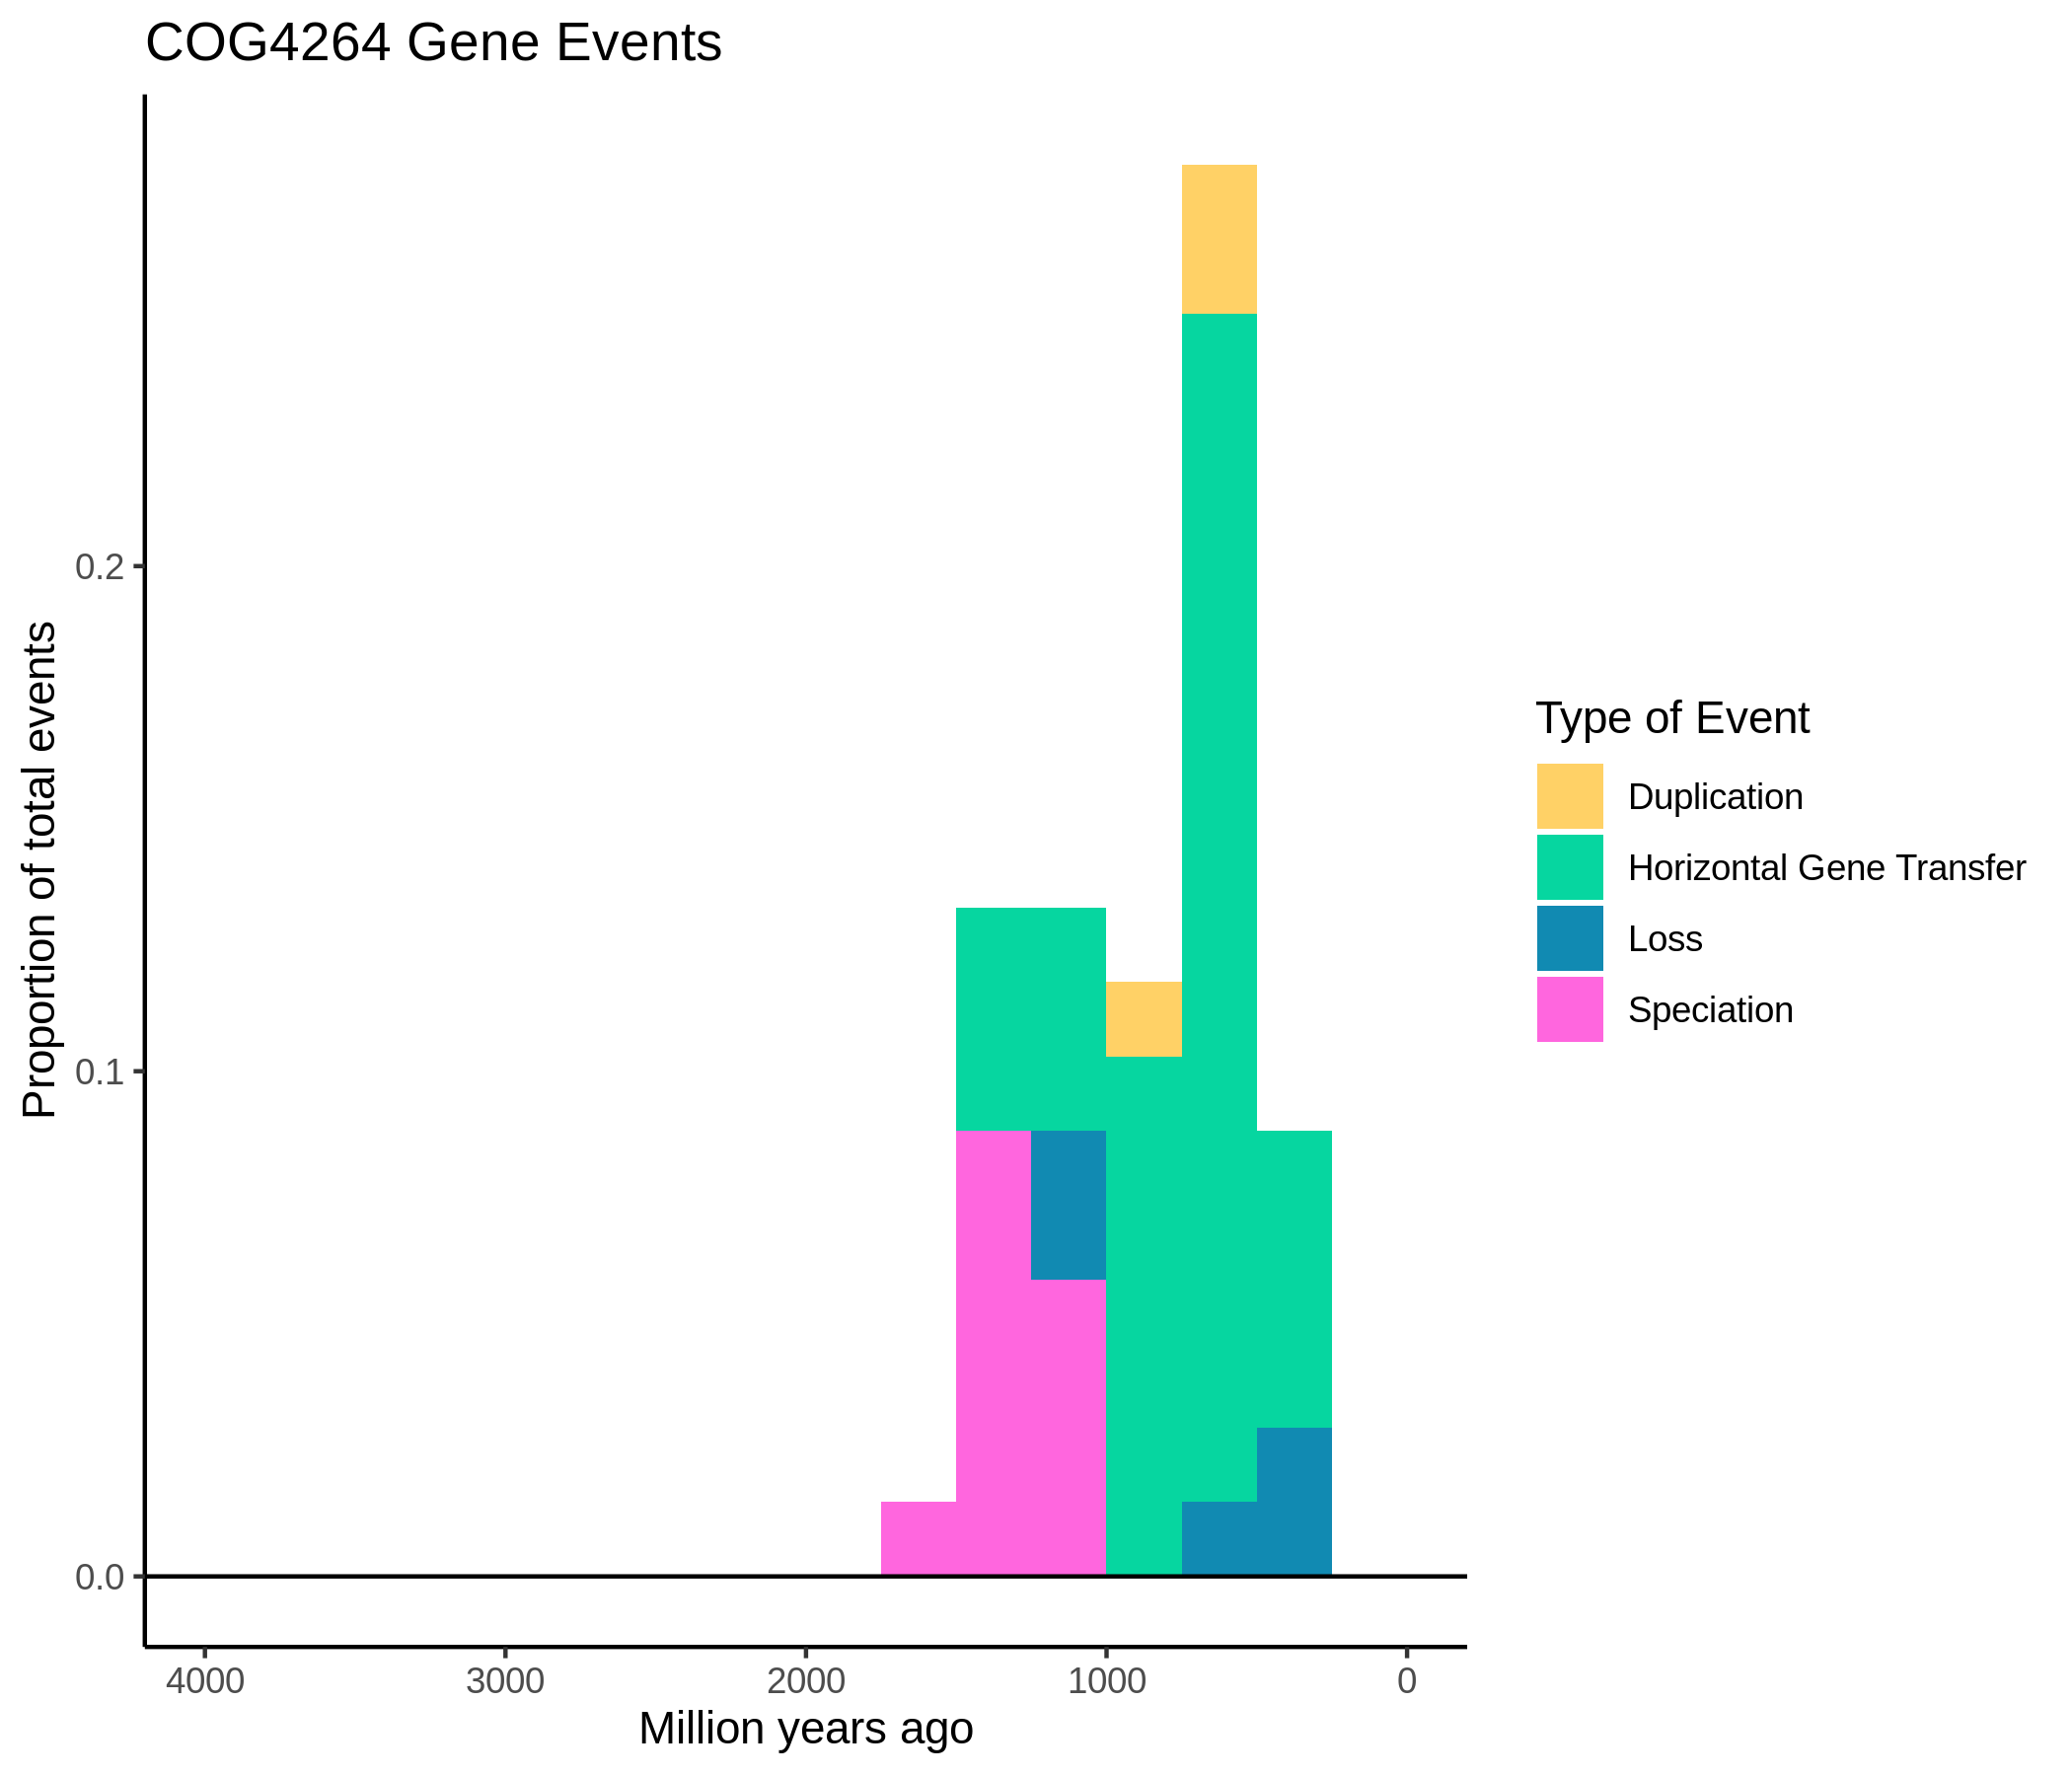 COG4264 Gene Events
Proportion of total events
0.2
0.1
0.0
4000 3000 2000 1000 0
Million years ago
Type of Event
Duplication
Horizontal Gene Transfer
Loss
Speciation